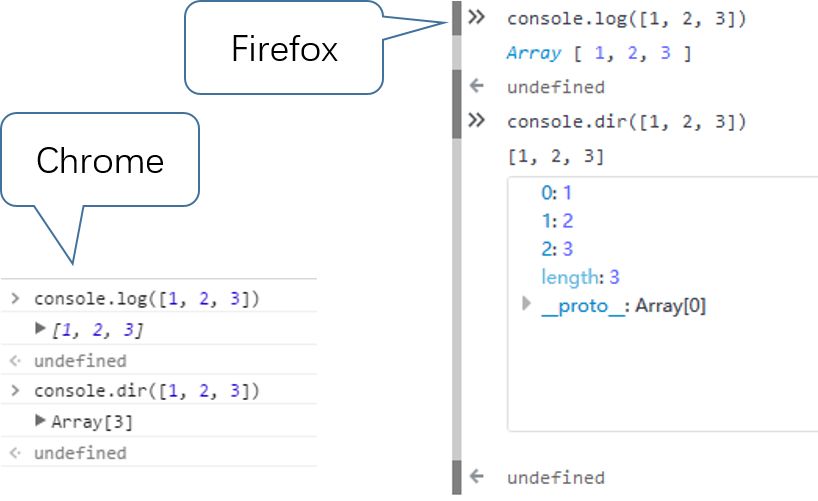 Firefox
Chrome
console.log([1, 2, 3])
[1, 2, 3]
undefined
console.dir([1, 2, 3])
Array[3]
undefined
console.log([1, 2, 3])
Array [ 1, 2, 3 ]
undefined
console.dir([1, 2, 3])
[1, 2, 3]
0: 1
1: 2
2: 3
length: 3
__proto__: Array[0]
undefined